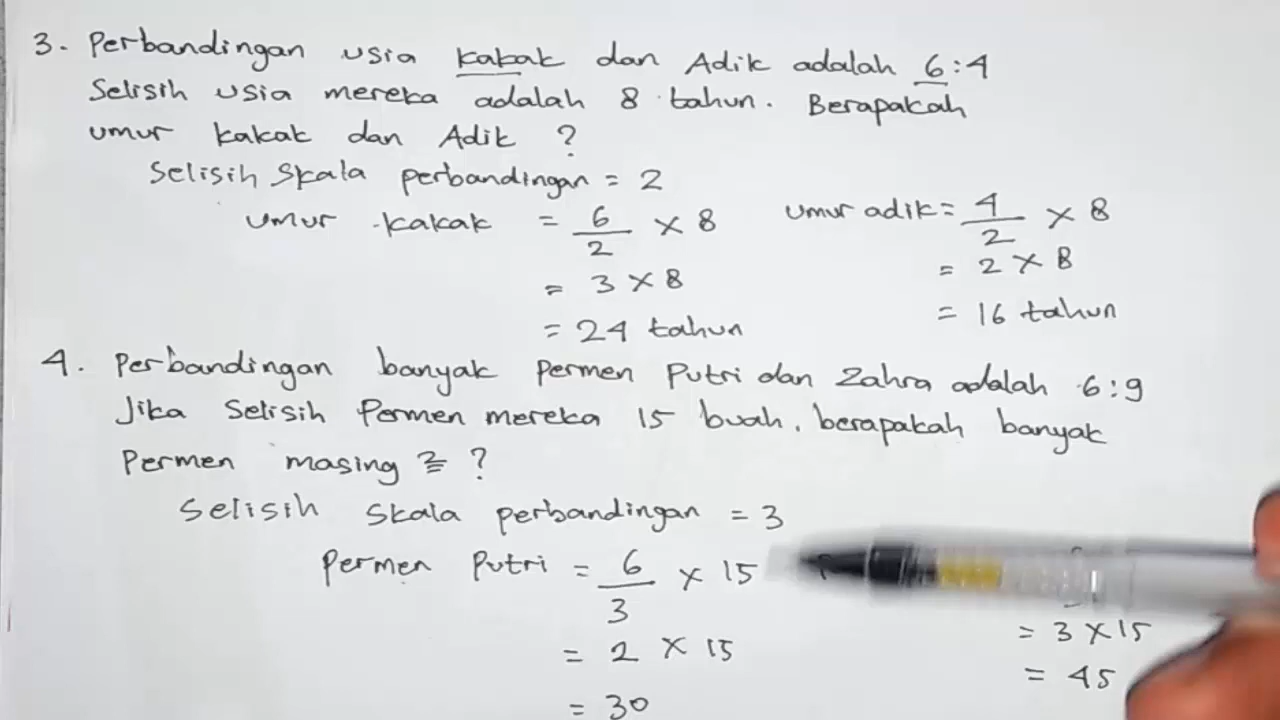 3. Perbandingan usia kakak dan Adik adalah 6:4
Selisih usia mereka adalah 8 tahun. Berapakah
umur kakak dan Adik ?
Selisih skala perbandingan = 2
umur kakak = 6/2 × 8
= 3 × 8
= 24 tahun
umur adik = 4/2 × 8
= 2 × 8
= 16 tahun
4. Perbandingan banyak permen Putri dan Zahra adalah 6:9
Jika Selisih Permen mereka 15 buah, berapakah banyak
Permen masing 2 ?
Selisih skala perbandingan = 3
Permen Putri = 6/3 × 15
= 2 × 15
= 30
= 3 × 15
= 45